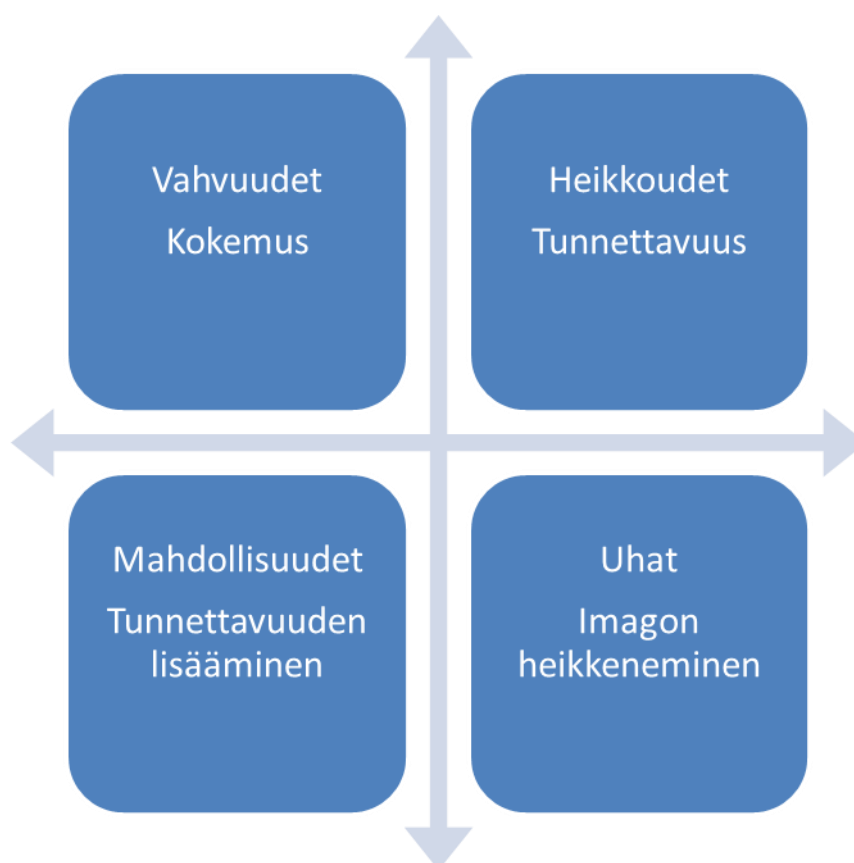 Vahvuudet
Kokemus
Heikkoudet
Tunnettavuus
Mahdollisuudet
Tunnettavuuden
lisääminen
Uhat
Imagon
heikkeneminen